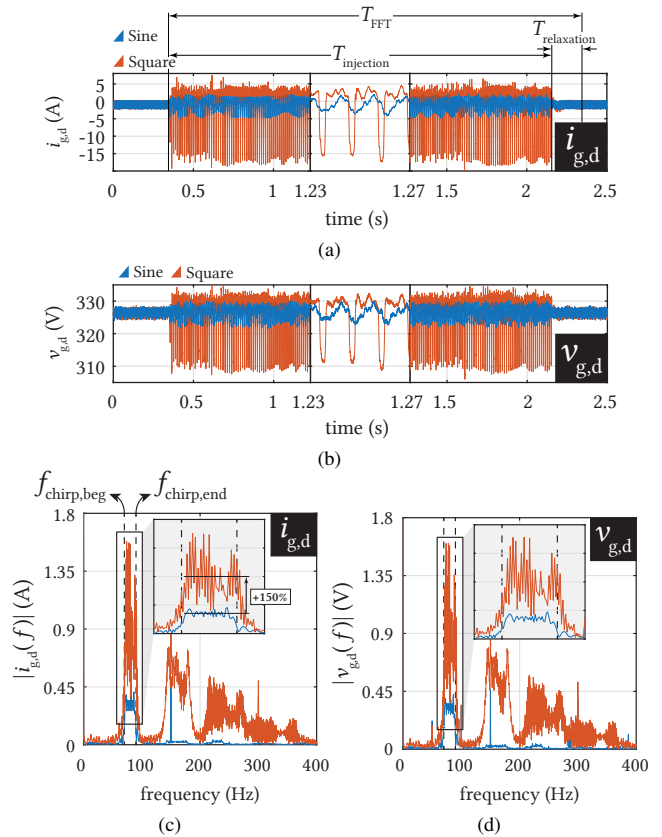 T_FFT
Sine
Square
T_injection
T_relaxation
i_g,d (A)
5
0
-5
-10
-15
i_g,d
0 0.5 1 1.23 1.27 1.5 2 2.5
time (s)
(a)
Sine Square
v_g,d (V)
330
320
310
v_g,d
0 0.5 1 1.23 1.27 1.5 2 2.5
time (s)
(b)
f_chirp,beg f_chirp,end
|i_g,d(f)| (A)
1.8
1.35
0.9
0.45
0
i_g,d
+150%
0 100 200 300 400
frequency (Hz)
(c)
|v_g,d(f)| (V)
1.8
1.35
0.9
0.45
0
v_g,d
0 100 200 300 400
frequency (Hz)
(d)